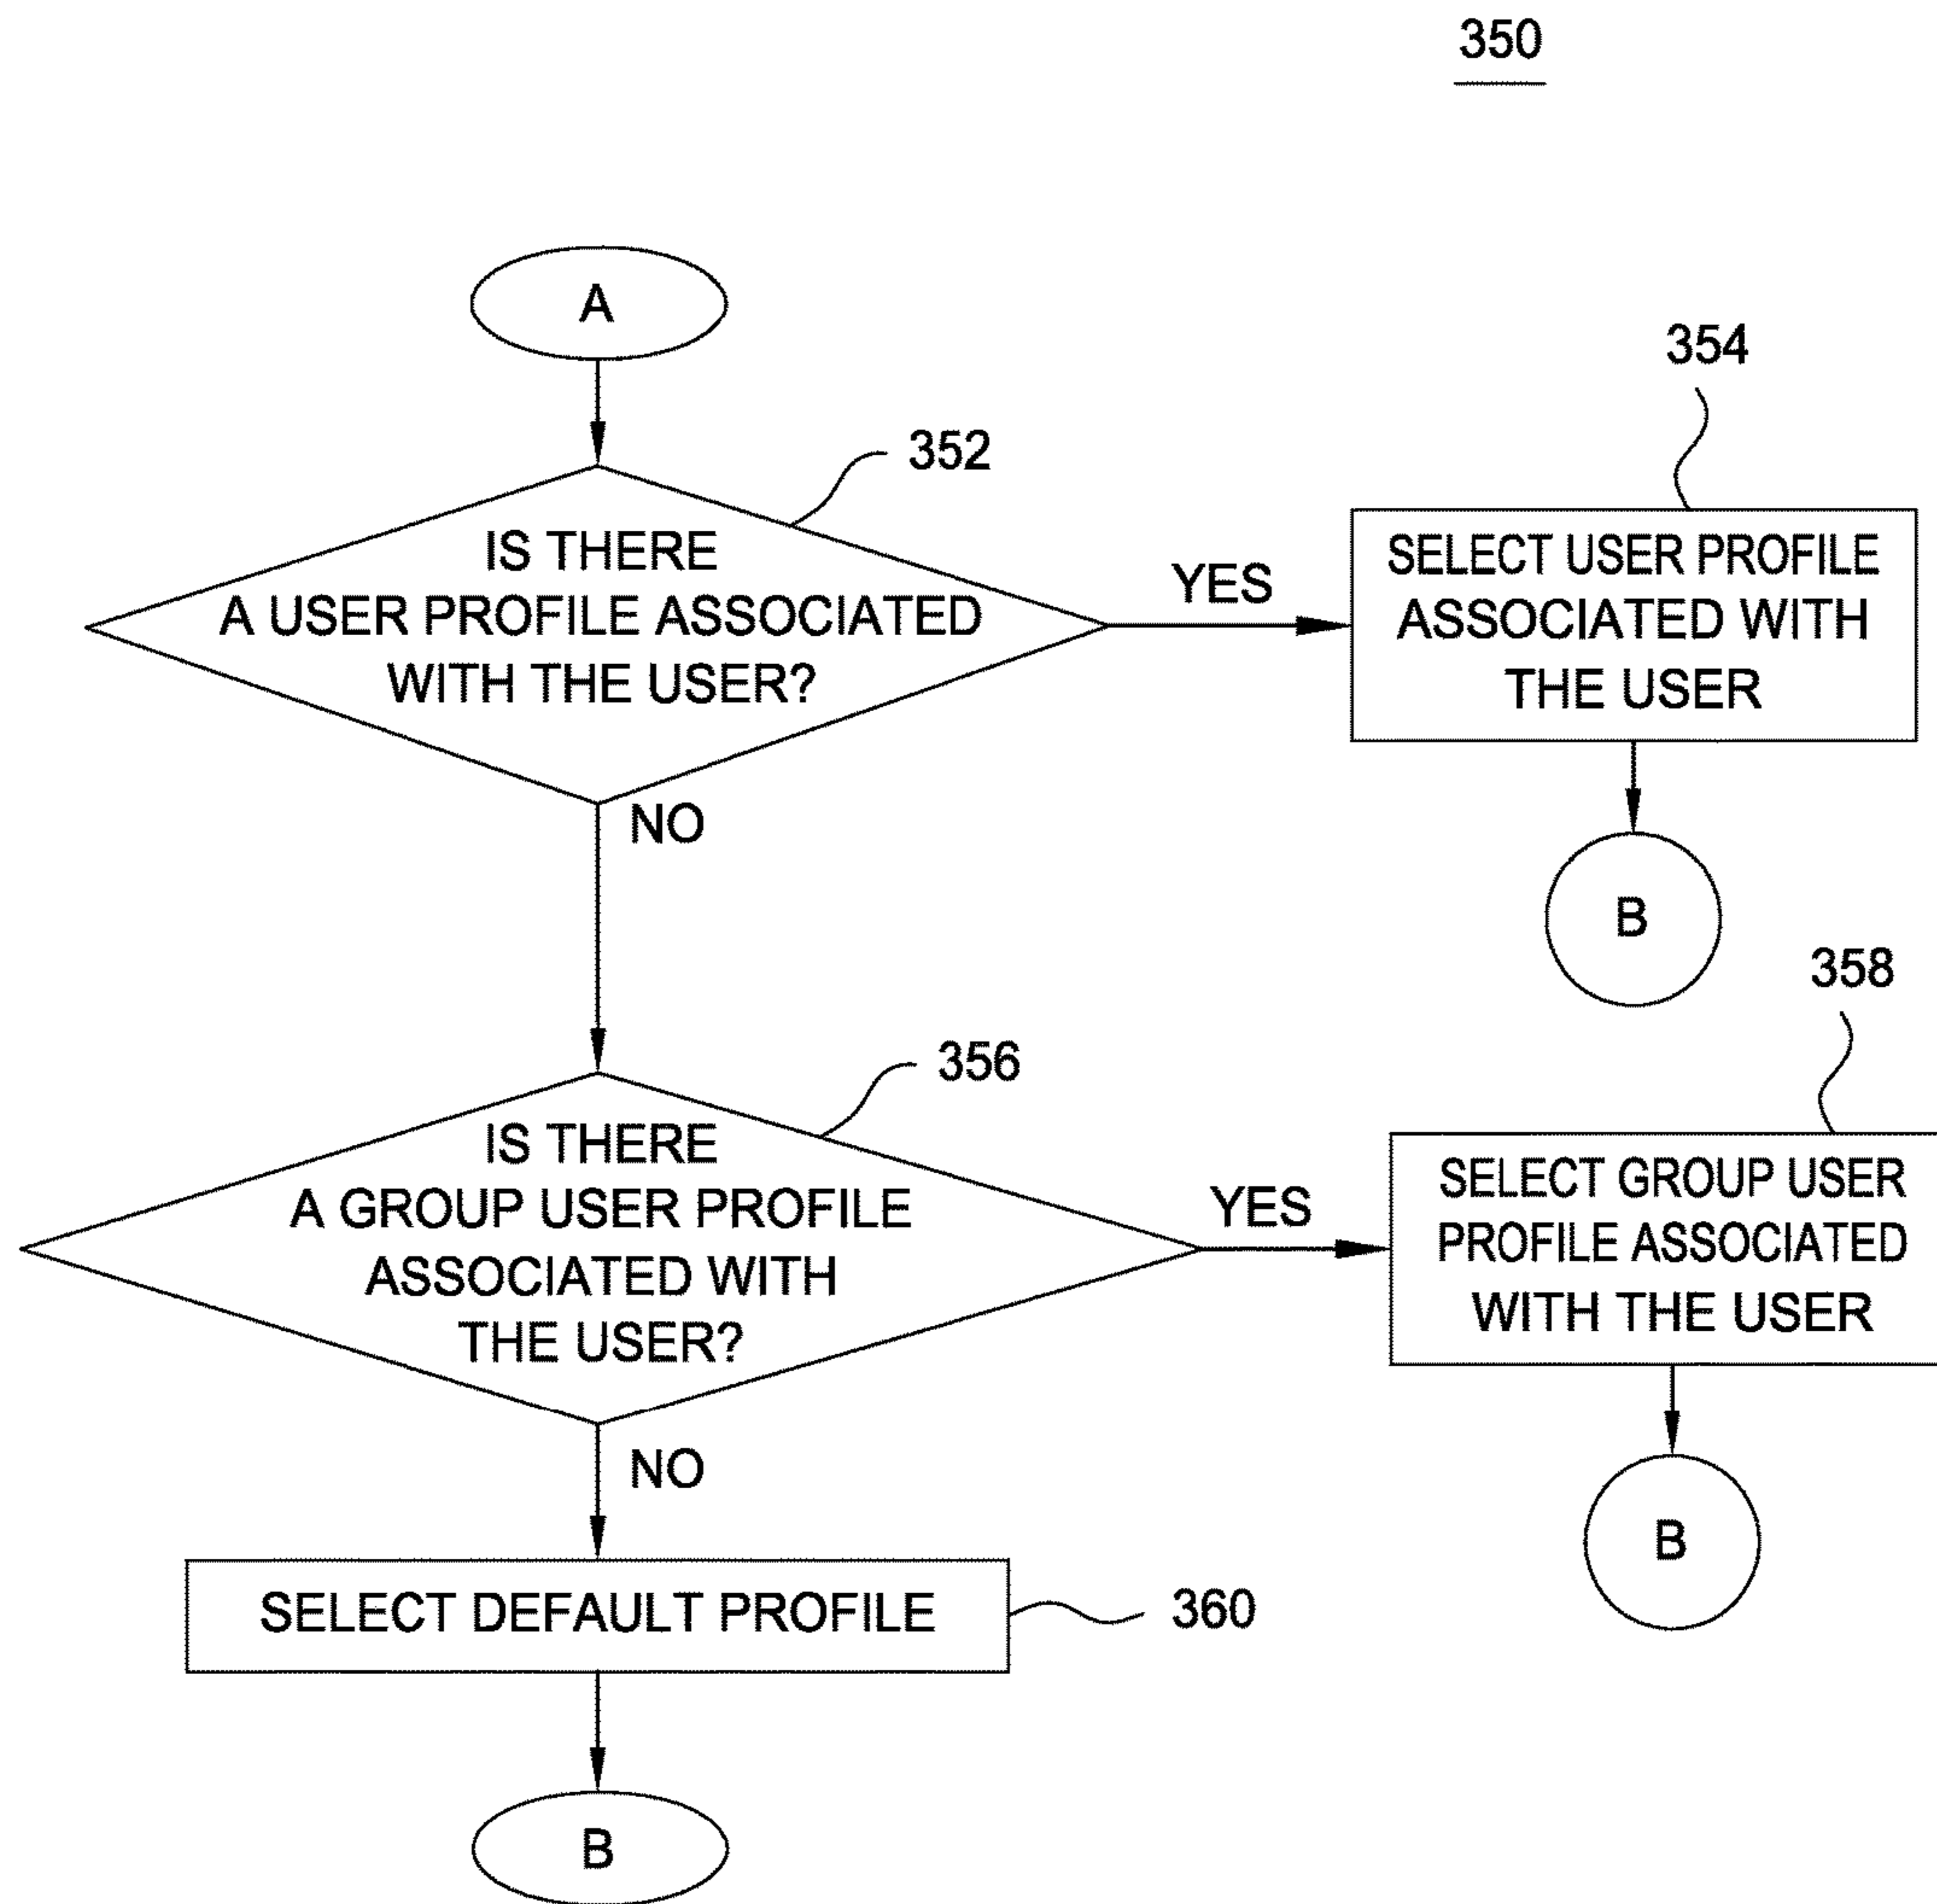 350
A
352
IS THERE
A USER PROFILE ASSOCIATED
WITH THE USER?
YES
354
SELECT USER PROFILE
ASSOCIATED WITH
THE USER
B
NO
356
IS THERE
A GROUP USER PROFILE
ASSOCIATED WITH
THE USER?
YES
358
SELECT GROUP USER
PROFILE ASSOCIATED
WITH THE USER
B
NO
SELECT DEFAULT PROFILE
360
B